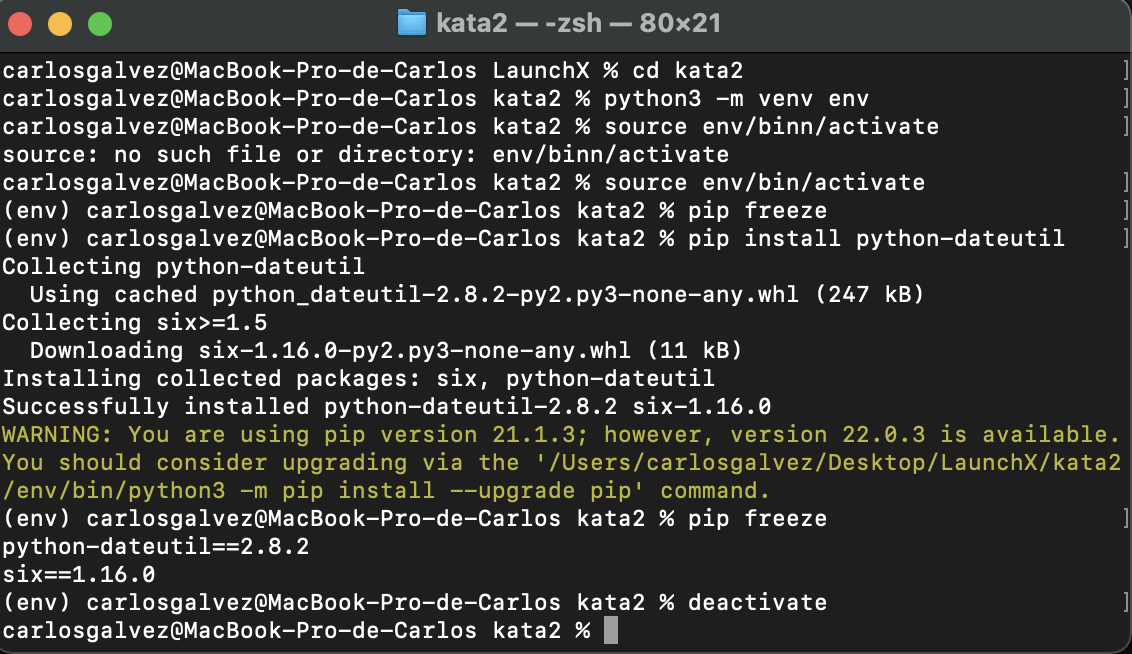 kata2 — -zsh — 80×21
carlosgalvez@MacBook-Pro-de-Carlos LaunchX % cd kata2 ]
carlosgalvez@MacBook-Pro-de-Carlos kata2 % python3 -m venv env ]
carlosgalvez@MacBook-Pro-de-Carlos kata2 % source env/binn/activate ]
source: no such file or directory: env/binn/activate
carlosgalvez@MacBook-Pro-de-Carlos kata2 % source env/bin/activate ]
(env) carlosgalvez@MacBook-Pro-de-Carlos kata2 % pip freeze ]
(env) carlosgalvez@MacBook-Pro-de-Carlos kata2 % pip install python-dateutil ]
Collecting python-dateutil
  Using cached python_dateutil-2.8.2-py2.py3-none-any.whl (247 kB)
Collecting six>=1.5
  Downloading six-1.16.0-py2.py3-none-any.whl (11 kB)
Installing collected packages: six, python-dateutil
Successfully installed python-dateutil-2.8.2 six-1.16.0
WARNING: You are using pip version 21.1.3; however, version 22.0.3 is available.
You should consider upgrading via the '/Users/carlosgalvez/Desktop/LaunchX/kata2
/env/bin/python3 -m pip install --upgrade pip' command.
(env) carlosgalvez@MacBook-Pro-de-Carlos kata2 % pip freeze ]
python-dateutil==2.8.2
six==1.16.0
(env) carlosgalvez@MacBook-Pro-de-Carlos kata2 % deactivate ]
carlosgalvez@MacBook-Pro-de-Carlos kata2 %